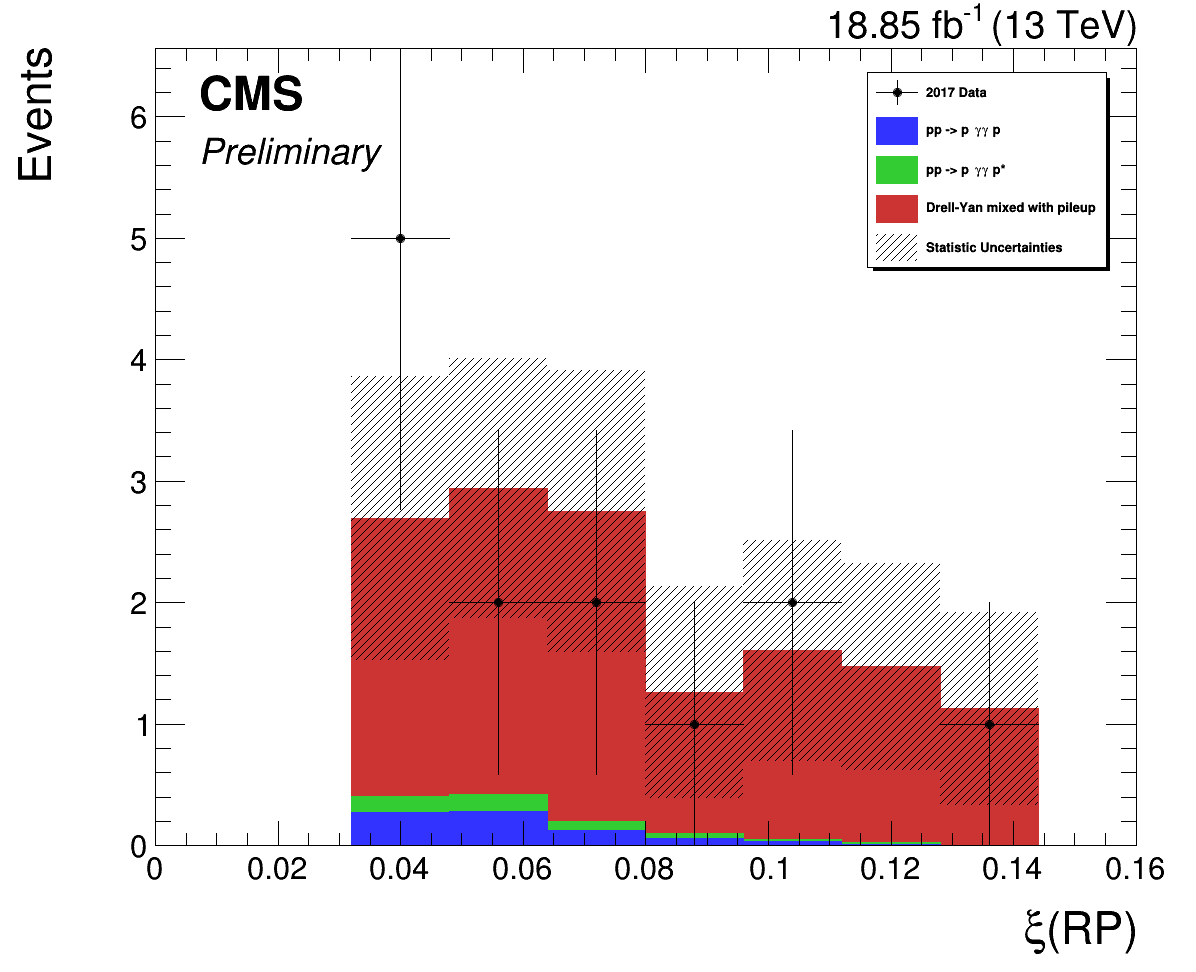 18.85 fb-1 (13 TeV)
Events
CMS
Preliminary
2017 Data
pp -> p γγ p
pp -> p γγ p*
Drell-Yan mixed with pileup
Statistic Uncertainties
6
5
4
3
2
1
0
0 0.02 0.04 0.06 0.08 0.1 0.12 0.14 0.16
ξ(RP)